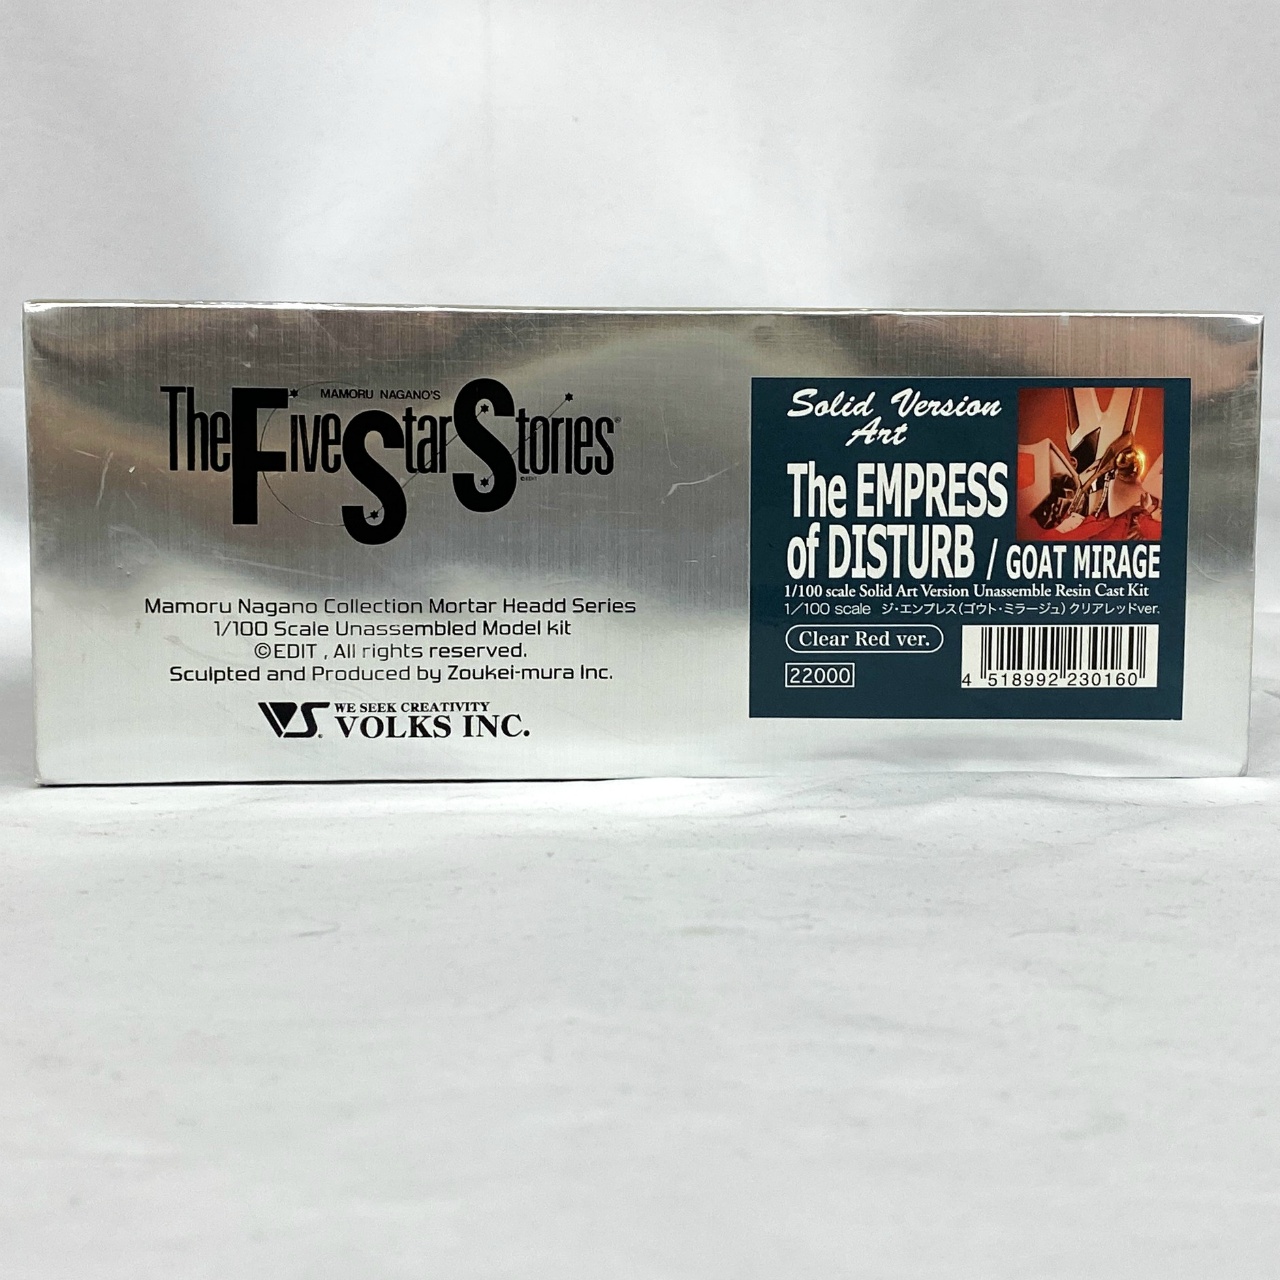 MAMORU NAGANO'S
The Five Star Stories®
©EDIT
Mamoru Nagano Collection Mortar Headd Series
1/100 Scale Unassembled Model kit
©EDIT , All rights reserved.
Sculpted and Produced by Zoukei-mura Inc.
VS® WE SEEK CREATIVITY
VOLKS INC.
Solid Version
Art
The EMPRESS
of DISTURB / GOAT MIRAGE
1/100 scale Solid Art Version Unassemble Resin Cast Kit
1/100 scale ジ・エンプレス(ゴウト・ミラージュ)クリアレッドver.
Clear Red ver.
22000
4 518992 230160